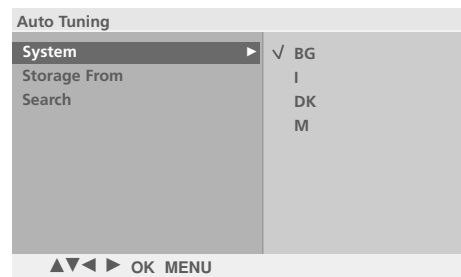 Auto Tuning
System ► √ BG
Storage From I
Search DK
M
▲▼◄ ► OK MENU